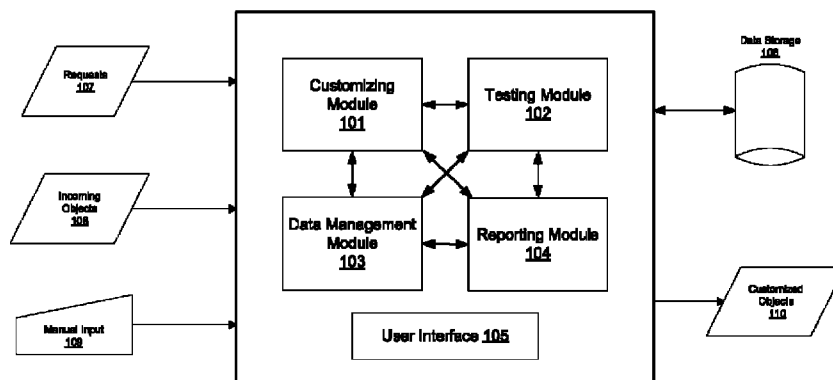 Requests
107
Incoming
Objects
108
Manual Input
109
Customizing
Module
101
Testing Module
102
Data Management
Module
103
Reporting Module
104
User Interface 105
Data Storage
106
Customized
Objects
110